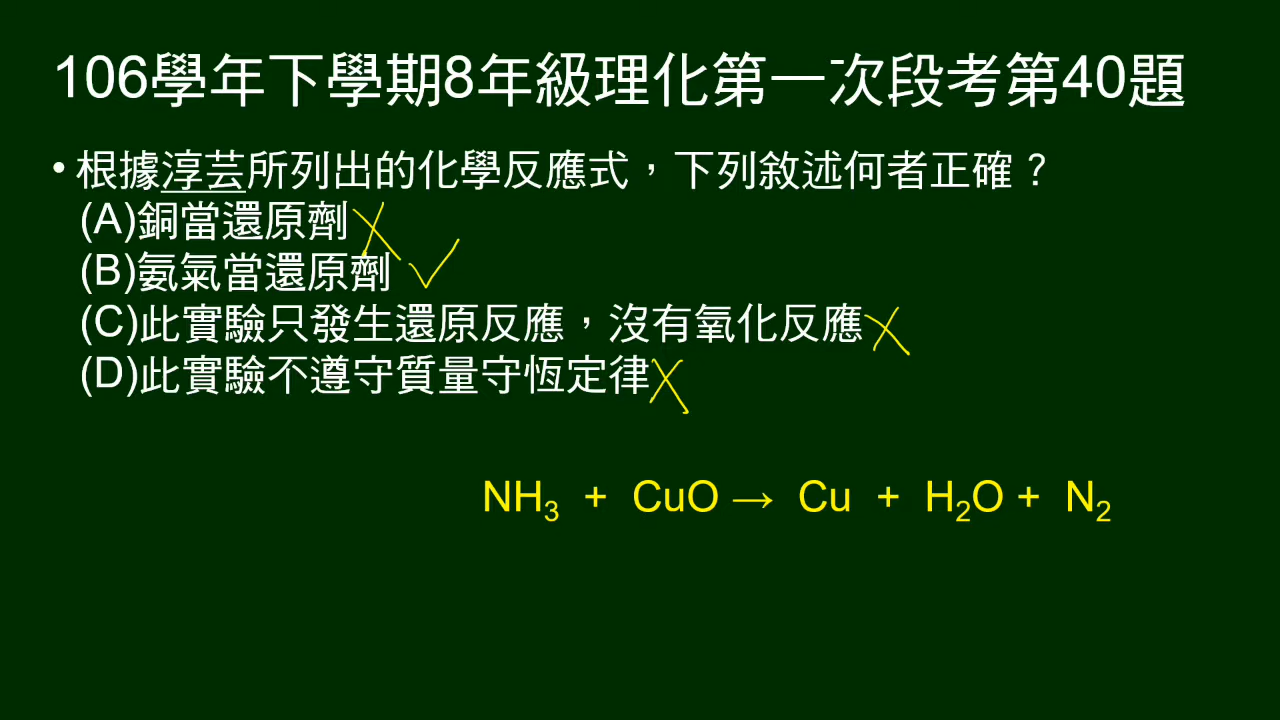 106學年下學期8年級理化第一次段考第40題
• 根據淳芸所列出的化學反應式，下列敘述何者正確？
(A)銅當還原劑
(B)氨氣當還原劑
(C)此實驗只發生還原反應，沒有氧化反應
(D)此實驗不遵守質量守恆定律
NH₃ + CuO → Cu + H₂O + N₂